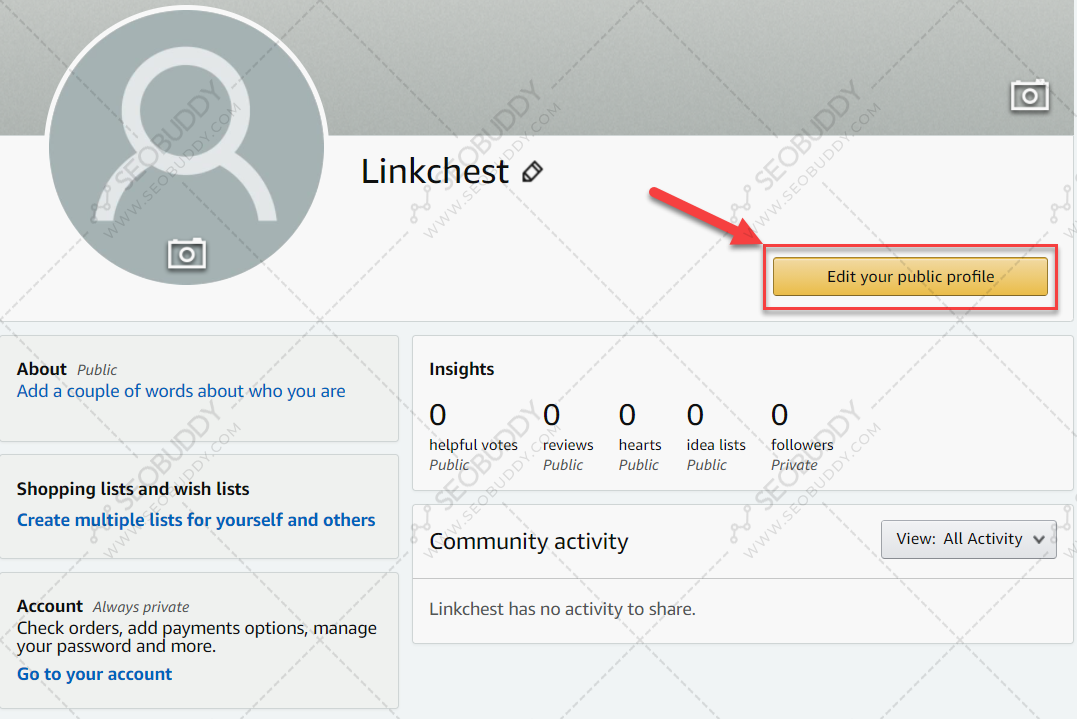 Linkchest
Edit your public profile
About Public
Add a couple of words about who you are
Shopping lists and wish lists
Create multiple lists for yourself and others
Account Always private
Check orders, add payments options, manage
your password and more.
Go to your account
Insights
0 0 0 0 0
helpful votes reviews hearts idea lists followers
Public Public Public Public Private
Community activity
View: All Activity
Linkchest has no activity to share.
SEOBUDDY
WWW.SEOBUDDY.COM
SEOBUDDY
WWW.SEOBUDDY.COM
SEOBUDDY
WWW.SEOBUDDY.COM
SEOBUDDY
WWW.SEOBUDDY.COM
SEOBUDDY
WWW.SEOBUDDY.COM
SEOBUDDY
WWW.SEOBUDDY.COM